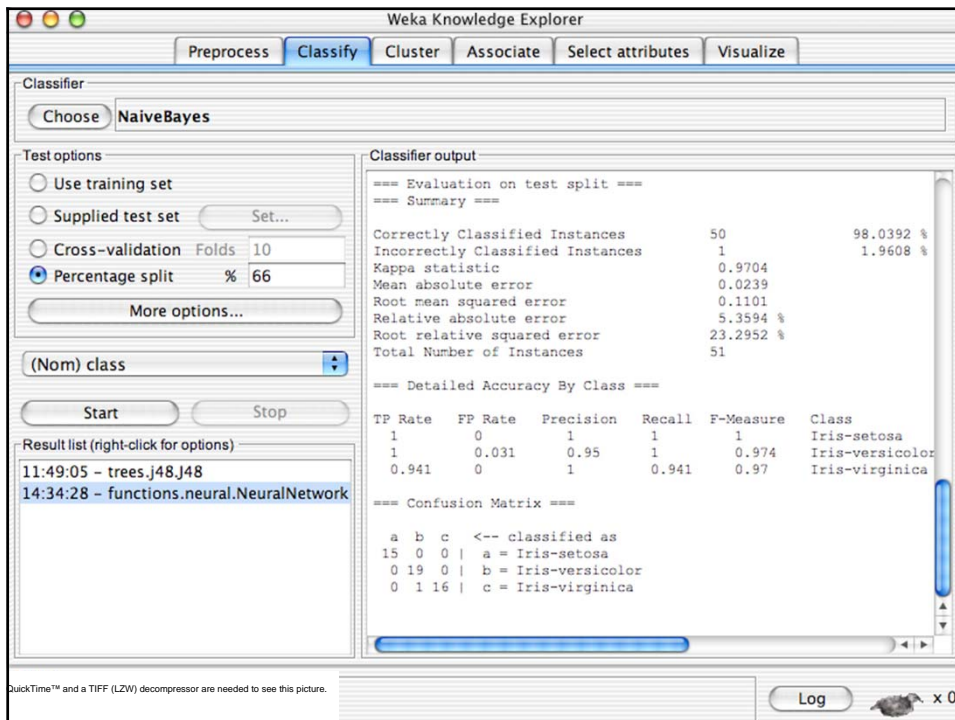 Weka Knowledge Explorer
Preprocess Classify Cluster Associate Select attributes Visualize
Classifier
Choose NaiveBayes
Test options
Use training set
Supplied test set Set...
Cross-validation Folds 10
Percentage split % 66
More options...
(Nom) class
Start Stop
Result list (right-click for options)
11:49:05 - trees.j48.J48
14:34:28 - functions.neural.NeuralNetwork
Classifier output
=== Evaluation on test split ===
=== Summary ===
Correctly Classified Instances 50 98.0392 %
Incorrectly Classified Instances 1 1.9608 %
Kappa statistic 0.9704
Mean absolute error 0.0239
Root mean squared error 0.1101
Relative absolute error 5.3594 %
Root relative squared error 23.2952 %
Total Number of Instances 51
=== Detailed Accuracy By Class ===
TP Rate FP Rate Precision Recall F-Measure Class
1 0 1 1 1 Iris-setosa
1 0.031 0.95 1 0.974 Iris-versicolor
0.941 0 1 0.941 0.97 Iris-virginica
=== Confusion Matrix ===
a b c <-- classified as
15 0 0 | a = Iris-setosa
0 19 0 | b = Iris-versicolor
0 1 16 | c = Iris-virginica
QuickTime™ and a TIFF (LZW) decompressor are needed to see this picture.
Log x 0